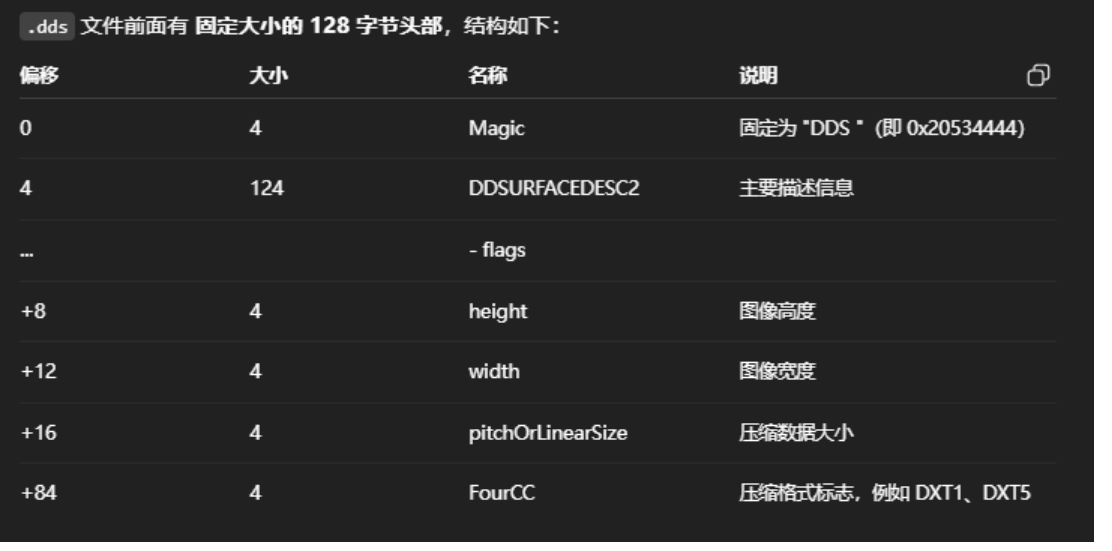 .dds 文件前面有 固定大小的 128 字节头部，结构如下：
偏移 大小 名称 说明
0 4 Magic 固定为 "DDS "（即 0x20534444）
4 124 DDSURFACEDESC2 主要描述信息
... - flags
+8 4 height 图像高度
+12 4 width 图像宽度
+16 4 pitchOrLinearSize 压缩数据大小
+84 4 FourCC 压缩格式标志，例如 DXT1、DXT5